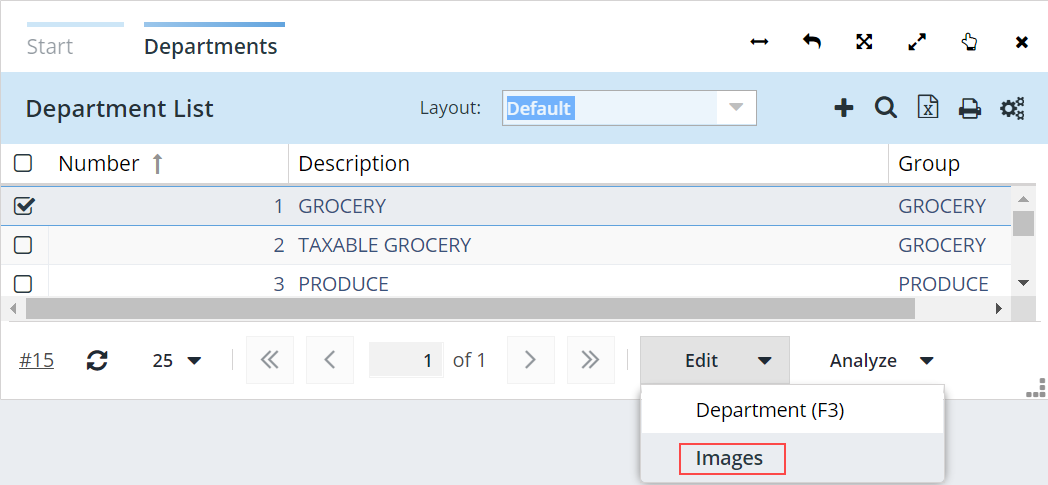 Start Departments
Department List Layout: Default
Number Description Group
1 GROCERY GROCERY
2 TAXABLE GROCERY GROCERY
3 PRODUCE PRODUCE
#15 25 1 of 1 Edit Analyze
Department (F3)
Images